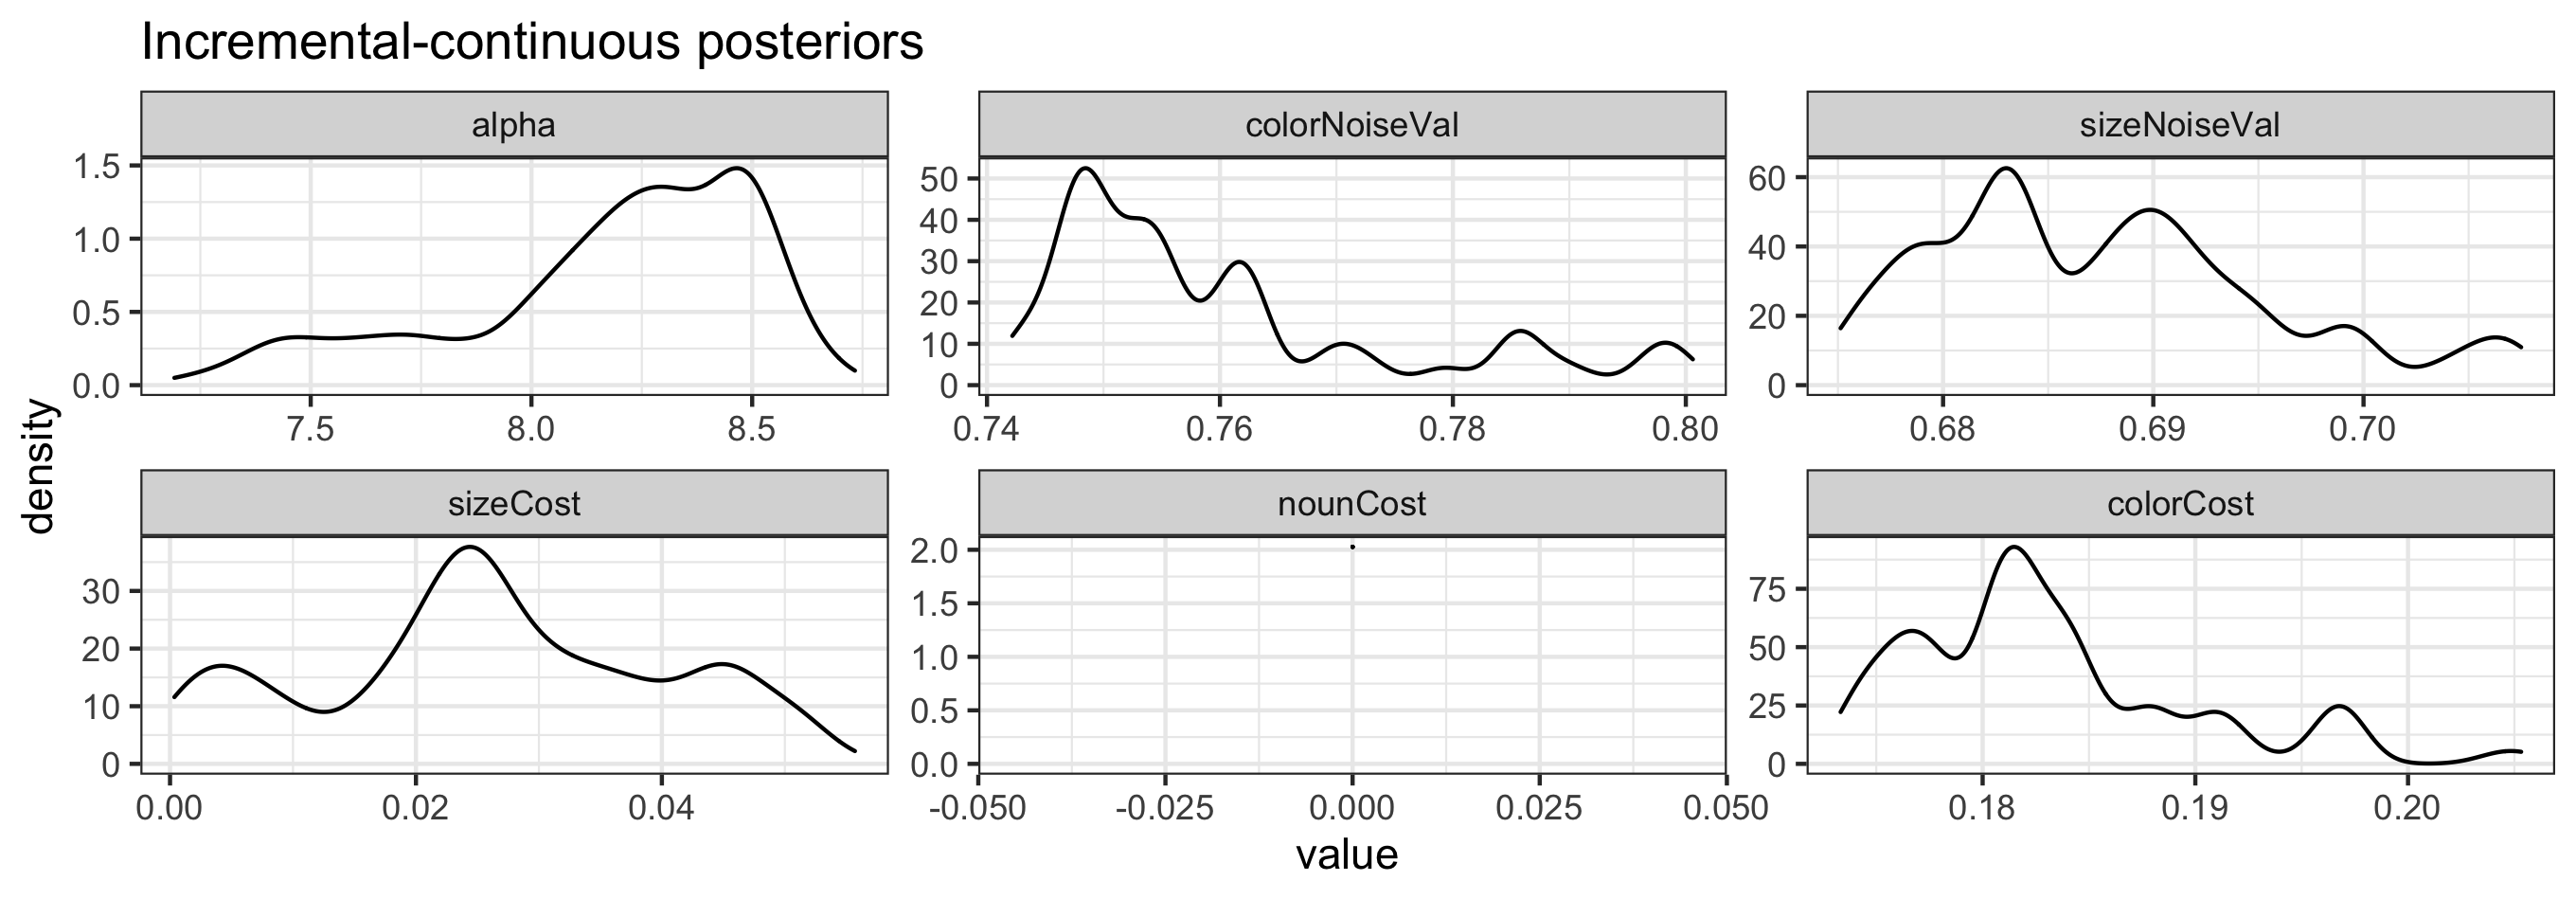 Incremental-continuous posteriors
alpha
colorNoiseVal
sizeNoiseVal
1.5
1.0
0.5
0.0
50
40
30
20
10
0
60
40
20
0
7.5 8.0 8.5
0.74 0.76 0.78 0.80
0.68 0.69 0.70
density
sizeCost
nounCost
colorCost
30
20
10
0
2.0
1.5
1.0
0.5
0.0
75
50
25
0
0.00 0.02 0.04
-0.050 -0.025 0.000 0.025 0.050
0.18 0.19 0.20
value